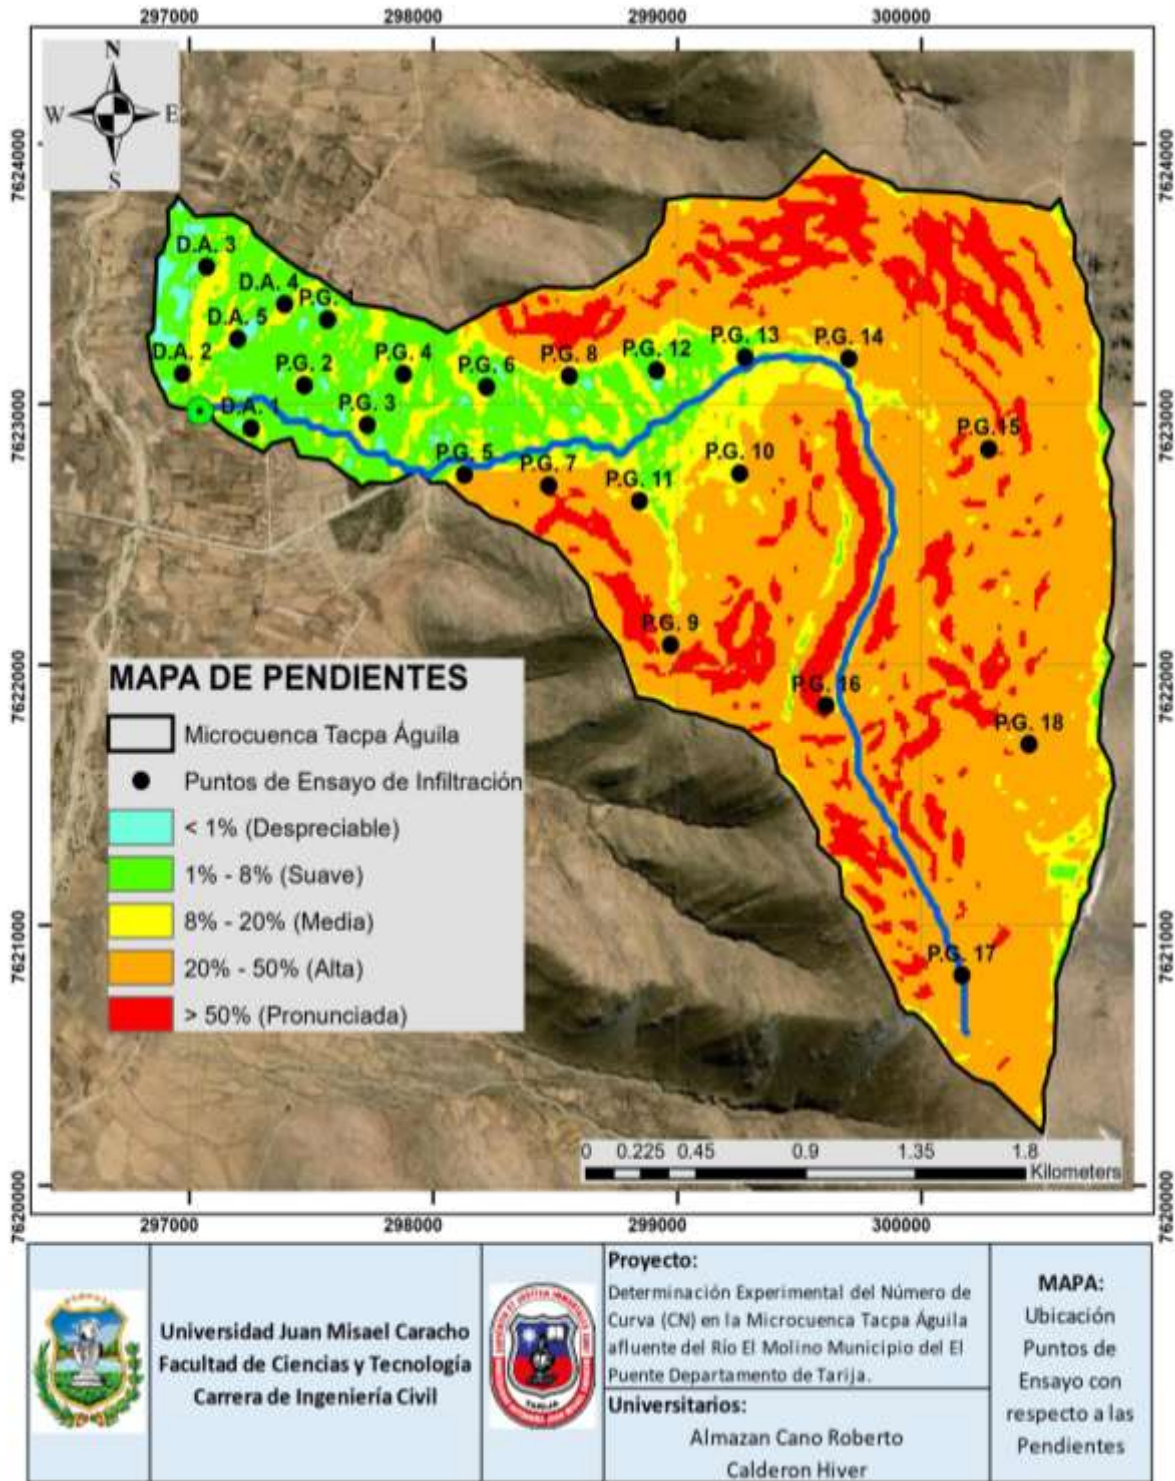 297000 298000 299000 300000
N
W E
S
7624000 7624000
D.A. 3
D.A. 4
P.G. 1
D.A. 5
P.G. 13
P.G. 14
D.A. 2
P.G. 2
P.G. 4
P.G. 6
P.G. 8
P.G. 12
D.A. 1
P.G. 3
7623000 7623000
P.G. 5
P.G. 7
P.G. 11
P.G. 10
P.G. 15
P.G. 9
7622000 7622000
P.G. 16
P.G. 18
MAPA DE PENDIENTES
Microcuenca Tacpa Águila
Puntos de Ensayo de Infiltración
< 1% (Despreciable)
1% - 8% (Suave)
8% - 20% (Media)
20% - 50% (Alta)
> 50% (Pronunciada)
7621000 7621000
P.G. 17
0 0.225 0.45 0.9 1.35 1.8
Kilometers
7620000 7620000
297000 298000 299000 300000
Universidad Juan Misael Caracho
Facultad de Ciencias y Tecnología
Carrera de Ingeniería Civil
TARIJA
Proyecto:
Determinación Experimental del Número de
Curva (CN) en la Microcuenca Tacpa Águila
afluente del Río El Molino Municipio del El
Puente Departamento de Tarija.
Universitarios:
Almazan Cano Roberto
Calderon Hiver
MAPA:
Ubicación
Puntos de
Ensayo con
respecto a las
Pendientes